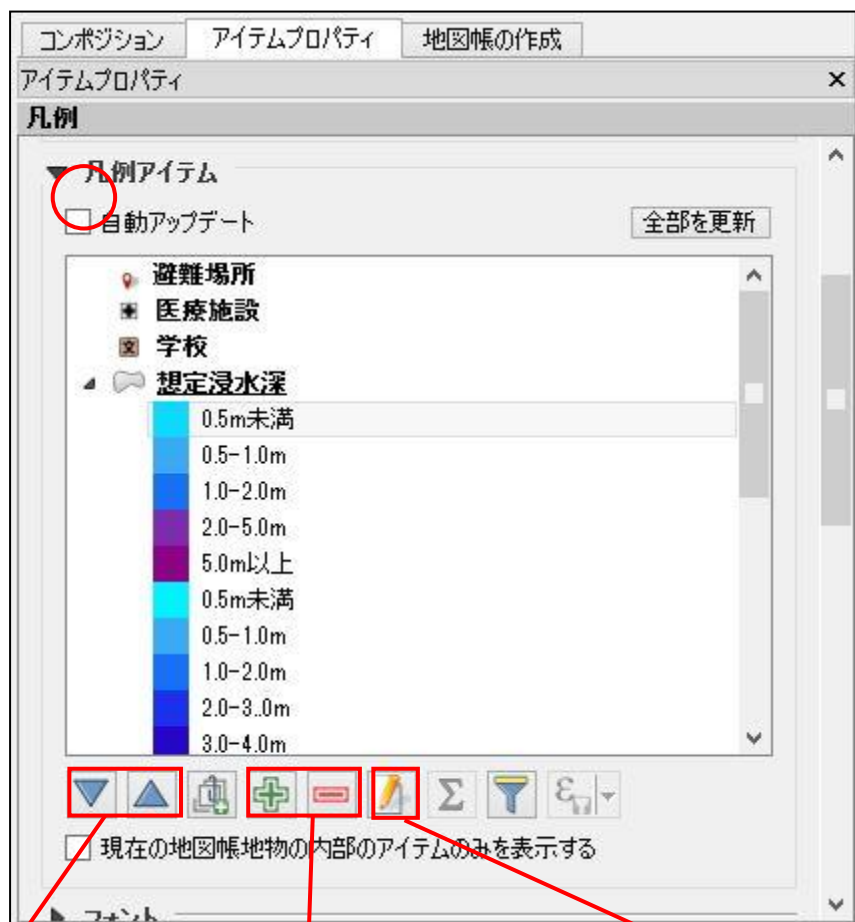 コンポジション アイテムプロパティ 地図帳の作成
アイテムプロパティ
凡例
凡例アイテム
自動アップデート 全部を更新
避難場所
医療施設
文 学校
想定浸水深
0.5m未満
0.5-1.0m
1.0-2.0m
2.0-5.0m
5.0m以上
0.5m未満
0.5-1.0m
1.0-2.0m
2.0-3..0m
3.0-4.0m
Σ ε
現在の地図帳地物の内部のアイテムのみを表示する
フォント